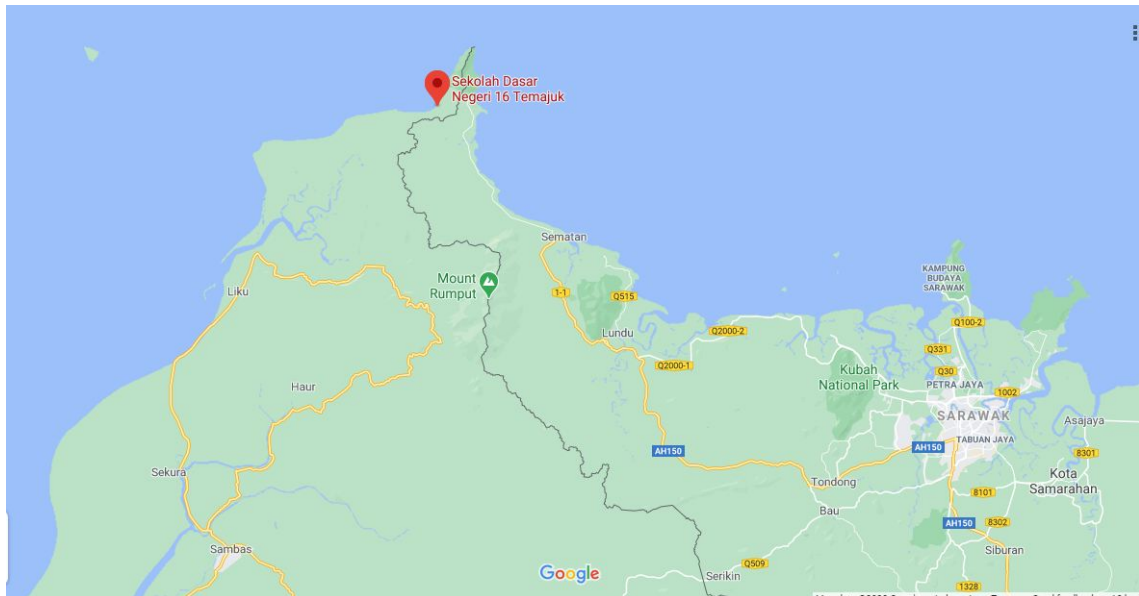 Sekolah Dasar
Negeri 16 Temajuk
Sematan
Mount
Rumput
Liku
1-1
Q515
KAMPUNG
BUDAYA
SARAWAK
Lundu
Q2000-2
Q100-2
Q331
Q2000-1
Kubah
National Park
Q30
PETRA JAYA
1002
Haur
SARAWAK
Asajaya
TABUAN JAYA
AH150
AH150
8301
Sekura
Tondong
Kota
Samarahan
8101
Bau
AH150
8302
Sambas
Siburan
Q509
Google
Serikin
1328